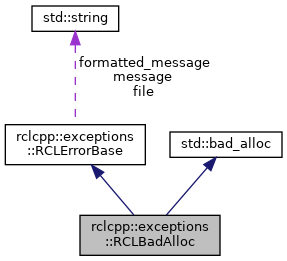 std::string
formatted_message
message
file
rclcpp::exceptions
::RCLErrorBase
std::bad_alloc
rclcpp::exceptions
::RCLBadAlloc